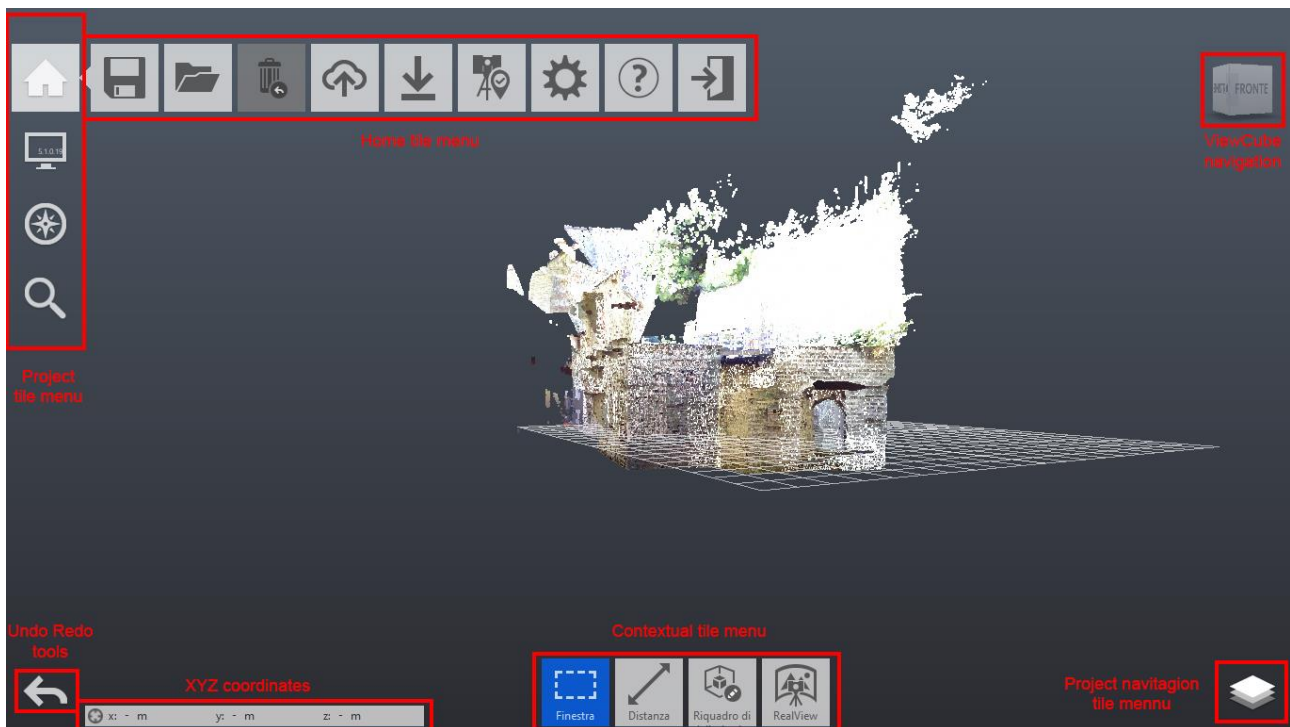 5.1.0.19
?
Home tile menu
FRONTE
ViewCube
navigation
Project
tile menu
Undo Redo
tools
XYZ coordinates
x: - m y: - m z: - m
Contextual tile menu
Finestra Distanza Riquadro di RealView
Project navitagion
tile mennu